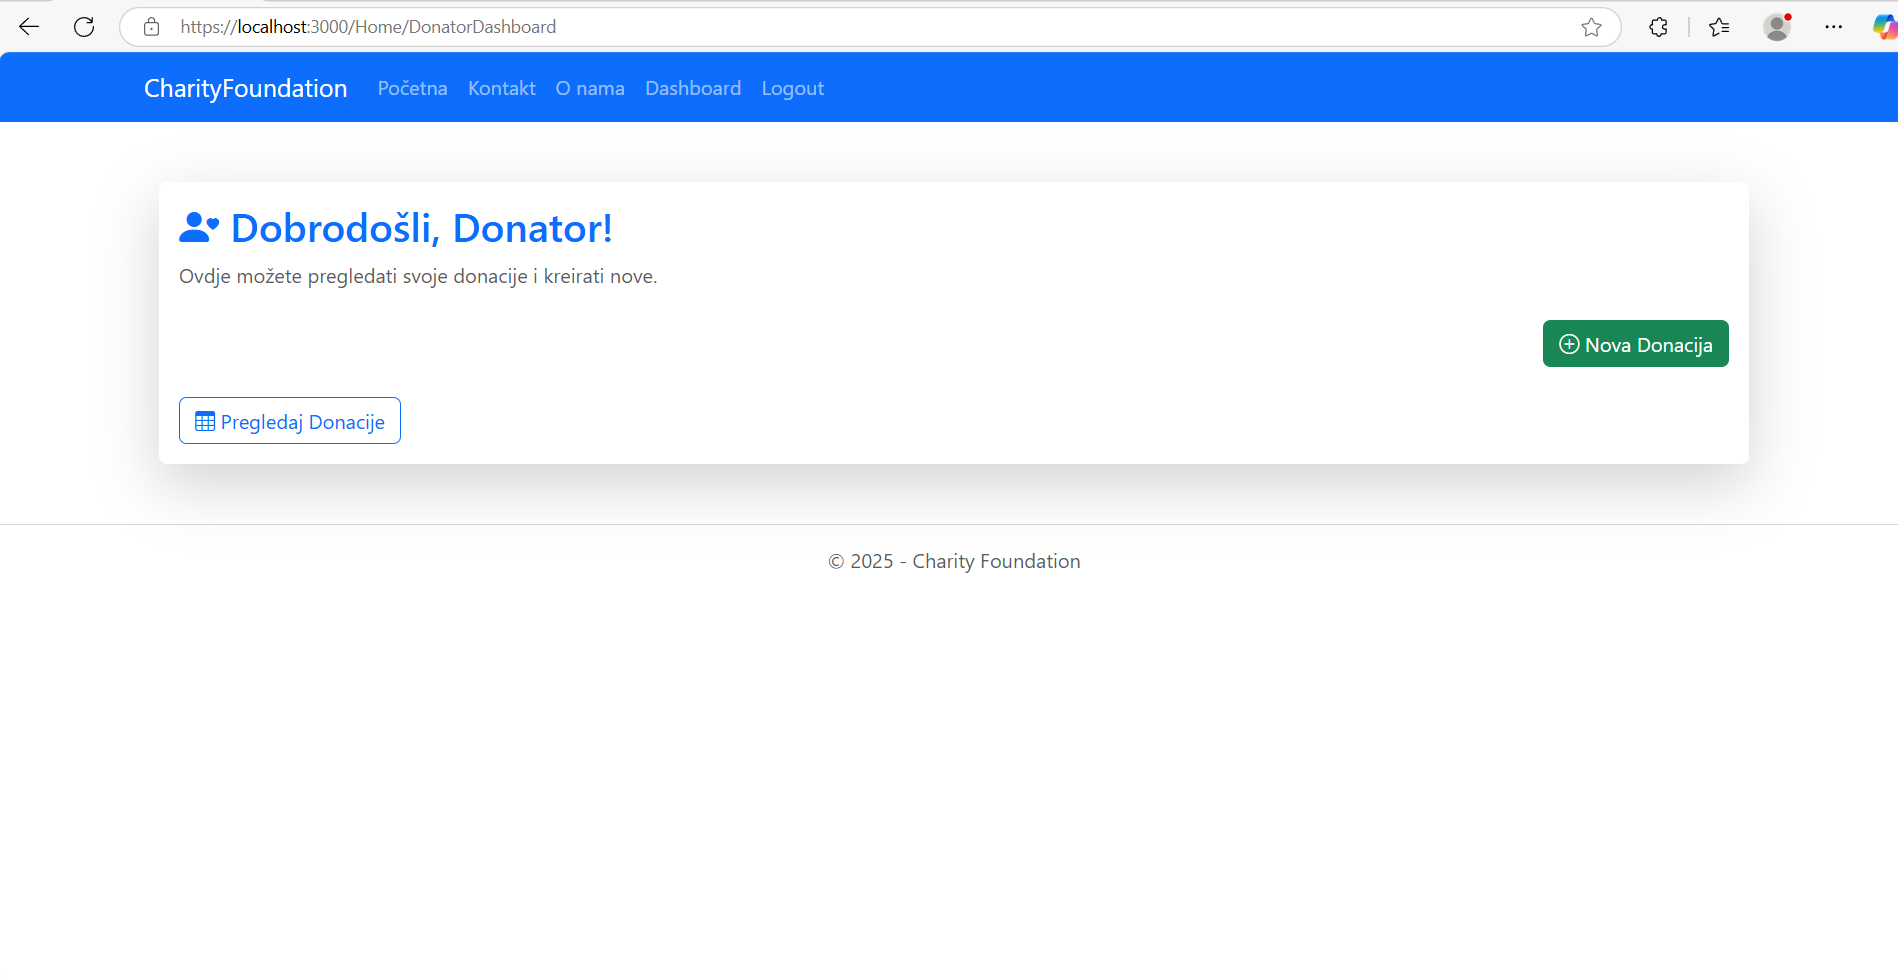 https://localhost:3000/Home/DonatorDashboard
CharityFoundation Početna Kontakt O nama Dashboard Logout
Dobrodošli, Donator!
Ovdje možete pregledati svoje donacije i kreirati nove.
Nova Donacija
Pregledaj Donacije
© 2025 - Charity Foundation